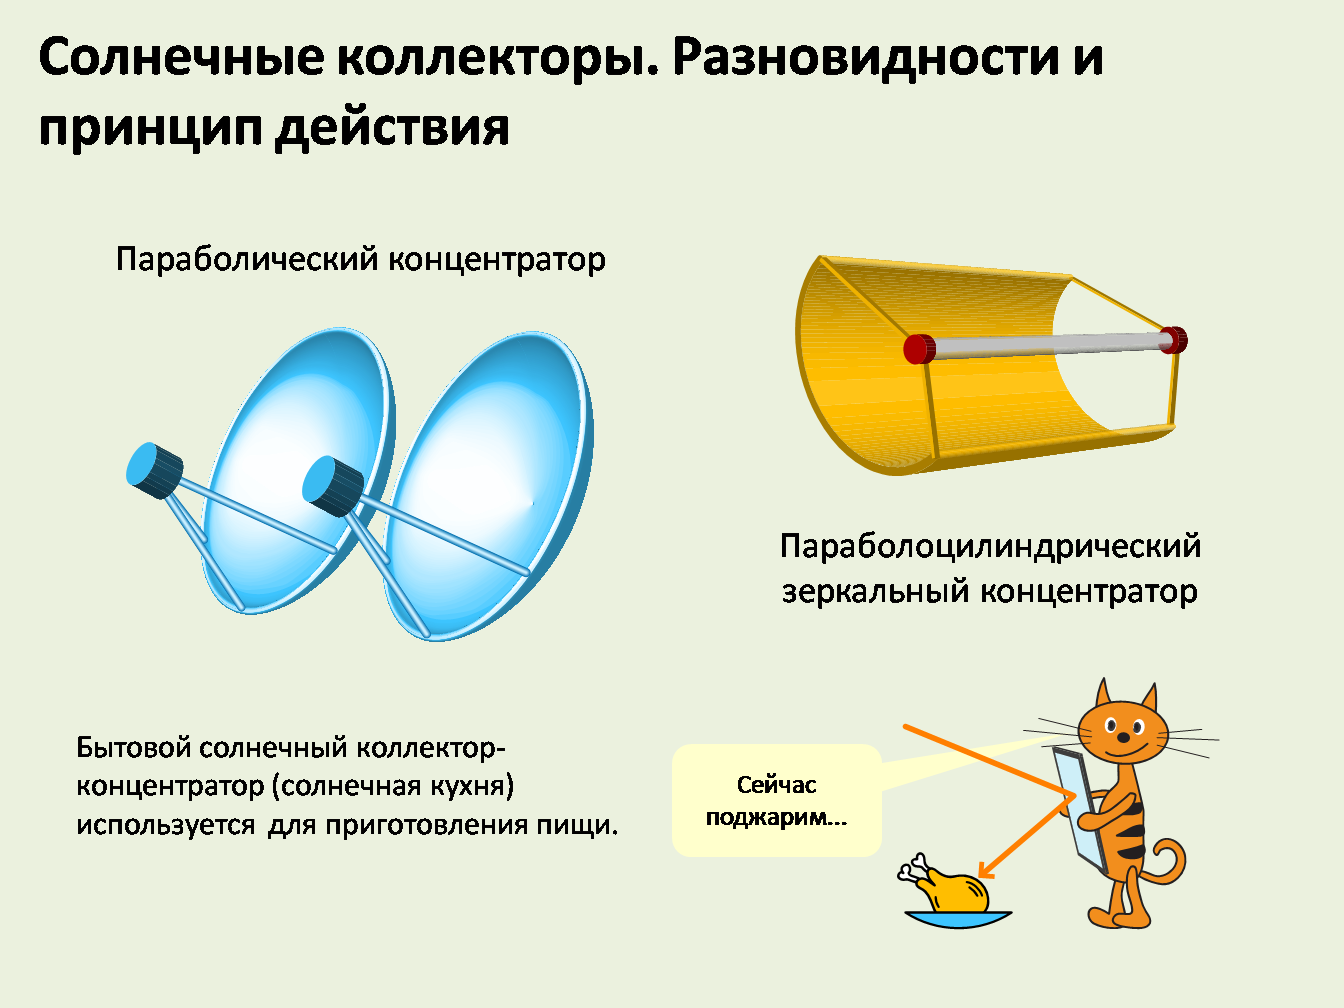 Солнечные коллекторы. Разновидности и
принцип действия
Параболический концентратор
Параболоцилиндрический
зеркальный концентратор
Бытовой солнечный коллектор-
концентратор (солнечная кухня)
используется для приготовления пищи.
Сейчас
поджарим...